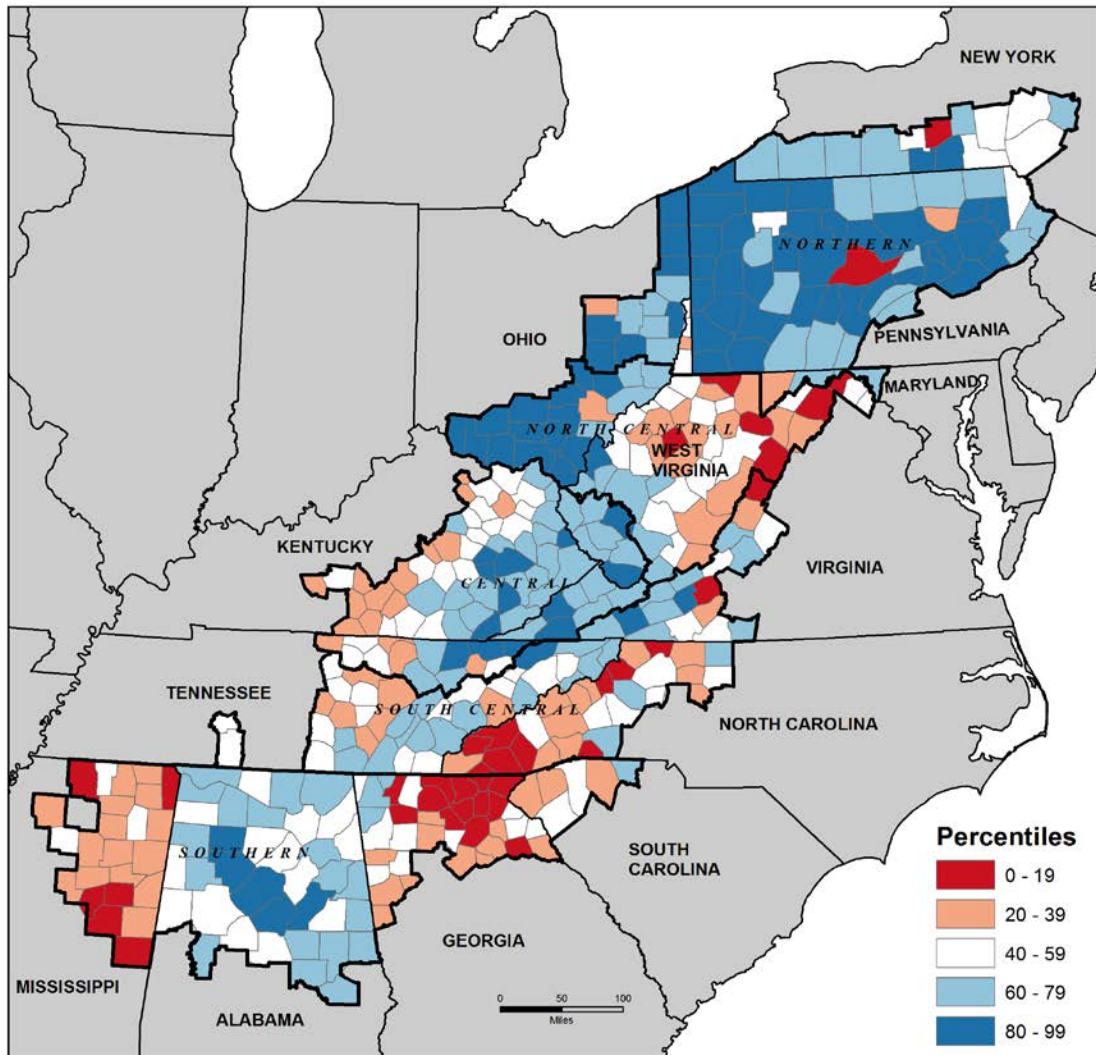 NEW YORK
NORTHERN
PENNSYLVANIA
OHIO
MARYLAND
NORTH CENTRAL
WEST
VIRGINIA
KENTUCKY
VIRGINIA
CENTRAL
TENNESSEE
SOUTH CENTRAL
NORTH CAROLINA
SOUTHERN
SOUTH
CAROLINA
GEORGIA
MISSISSIPPI
ALABAMA
0 50 100
Miles
Percentiles
0 - 19
20 - 39
40 - 59
60 - 79
80 - 99